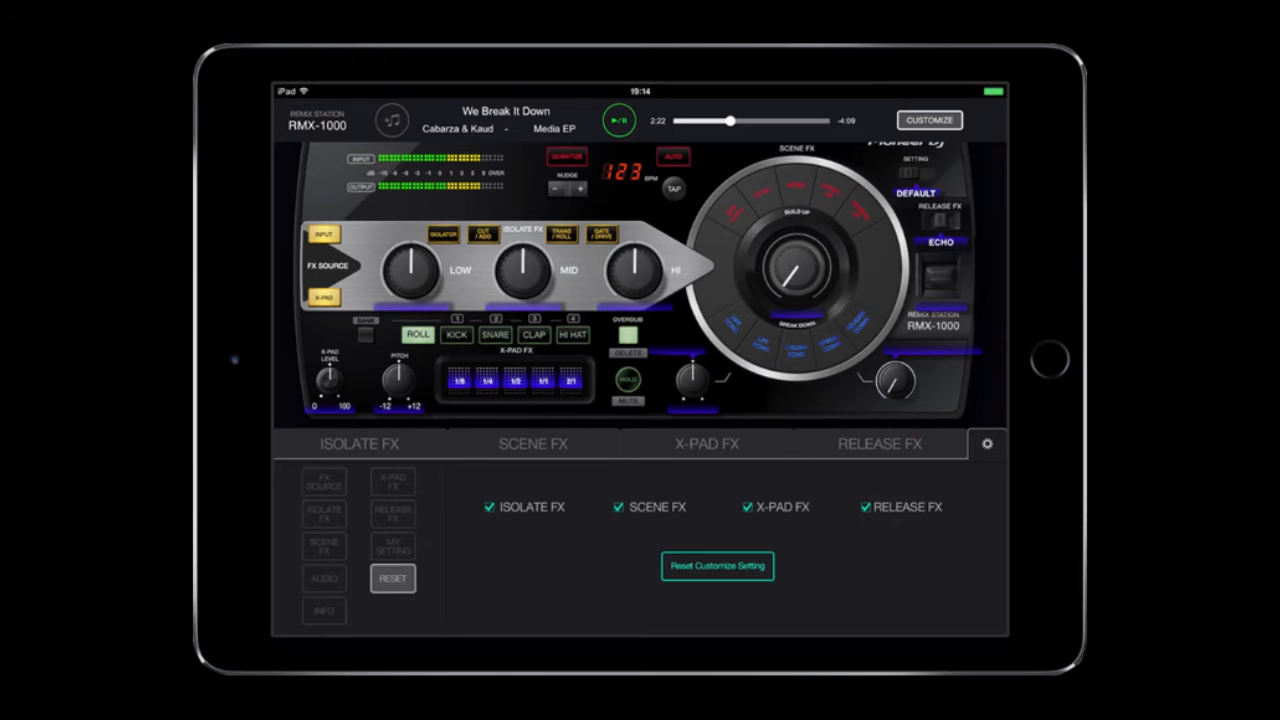 iPad
19:14
REMIX STATION
RMX-1000
We Break It Down
Cabarza & Kaud - Media EP
2:22
-4:09
CUSTOMIZE
Pioneer Dj
SCENE FX
INPUT
dB -15 OVER
OUTPUT
QUANTIZE
NUDGE
- +
123 BPM
AUTO
TAP
SETTING
DEFAULT
RELEASE FX
ECHO
REMIX STATION
RMX-1000
BUILD UP
BREAK DOWN
INPUT
FX SOURCE
X-PAD
ISOLATOR
CUT / ADD
ISOLATE FX
TRANS / ROLL
GATE / DRIVE
LOW
MID
HI
BANK
1 2 3 4
ROLL
KICK
SNARE
CLAP
HI HAT
OVERDUB
DELETE
X-PAD FX
X-PAD
LEVEL
0 100
PITCH
-12 +12
1/8 1/4 1/2 1/1 2/1
HOLD
MUTE
ISOLATE FX
SCENE FX
X-PAD FX
RELEASE FX
FX
SOURCE
X-PAD
FX
ISOLATE
FX
RELEASE
FX
SCENE
FX
MY
SETTING
AUDIO
RESET
INFO
ISOLATE FX
SCENE FX
X-PAD FX
RELEASE FX
Reset Customize Setting